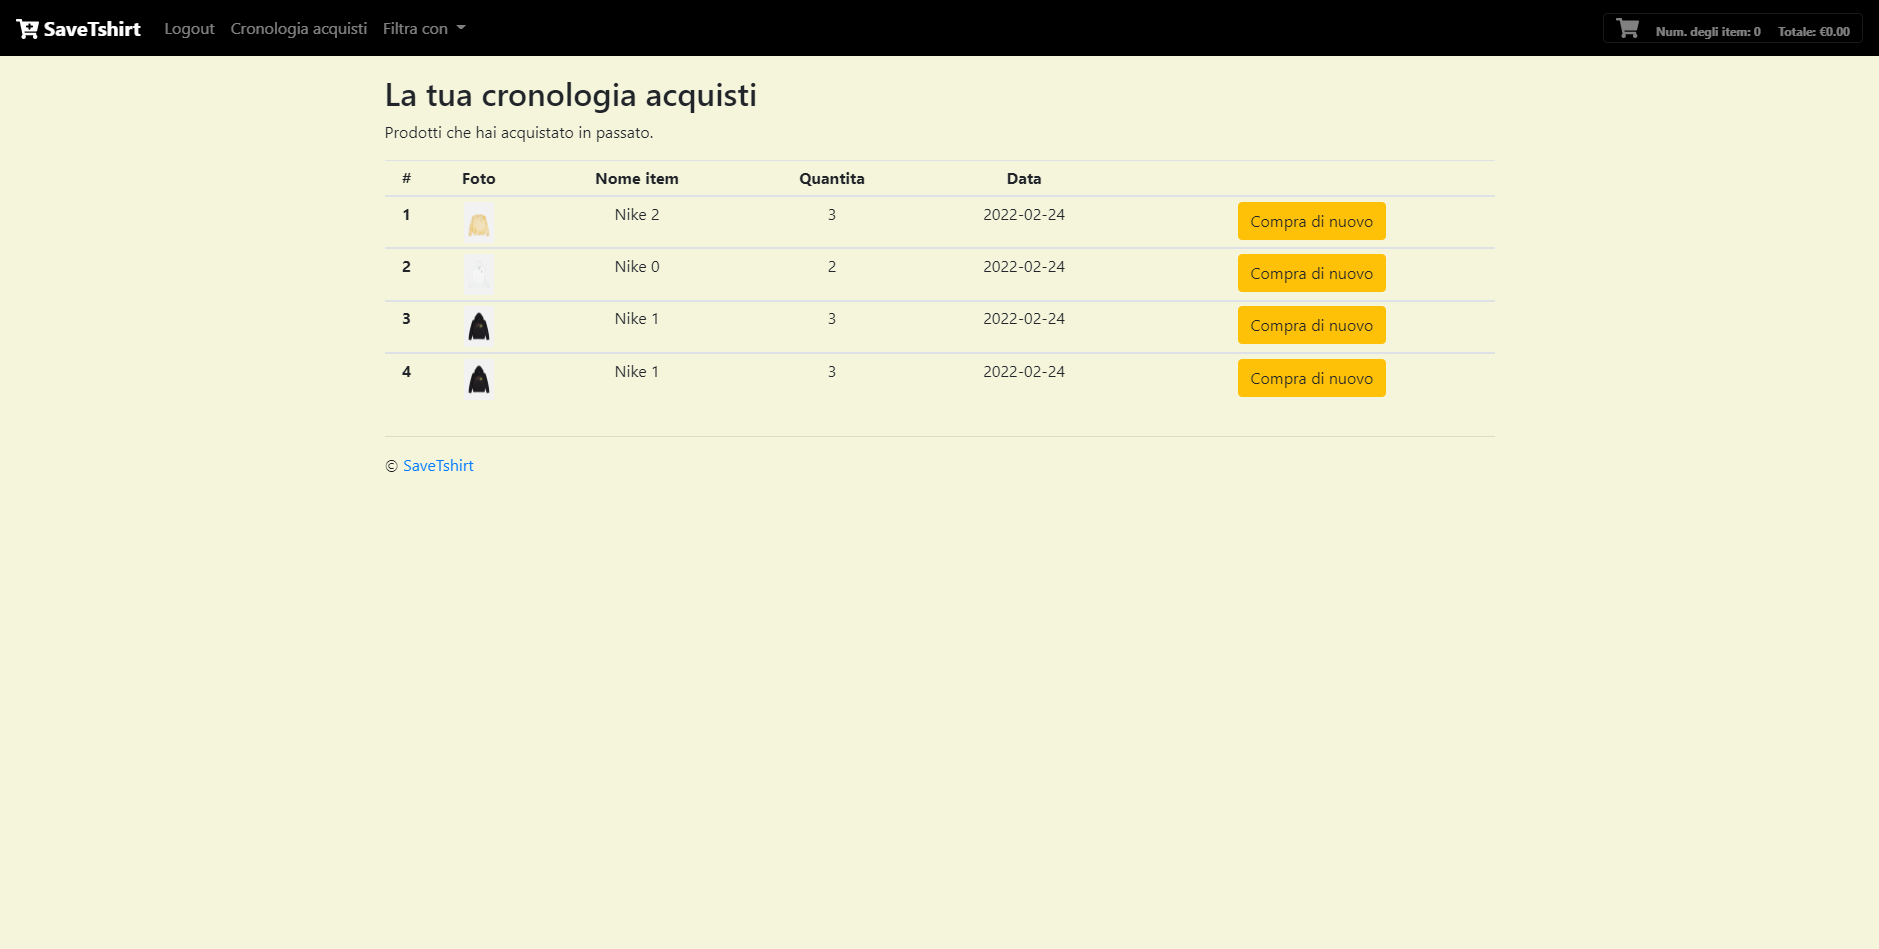 SaveTshirt Logout Cronologia acquisti Filtra con Num. degli item: 0 Totale: €0.00
La tua cronologia acquisti
Prodotti che hai acquistato in passato.
# Foto Nome item Quantita Data
1 Nike 2 3 2022-02-24 Compra di nuovo
2 Nike 0 2 2022-02-24 Compra di nuovo
3 Nike 1 3 2022-02-24 Compra di nuovo
4 Nike 1 3 2022-02-24 Compra di nuovo
© SaveTshirt